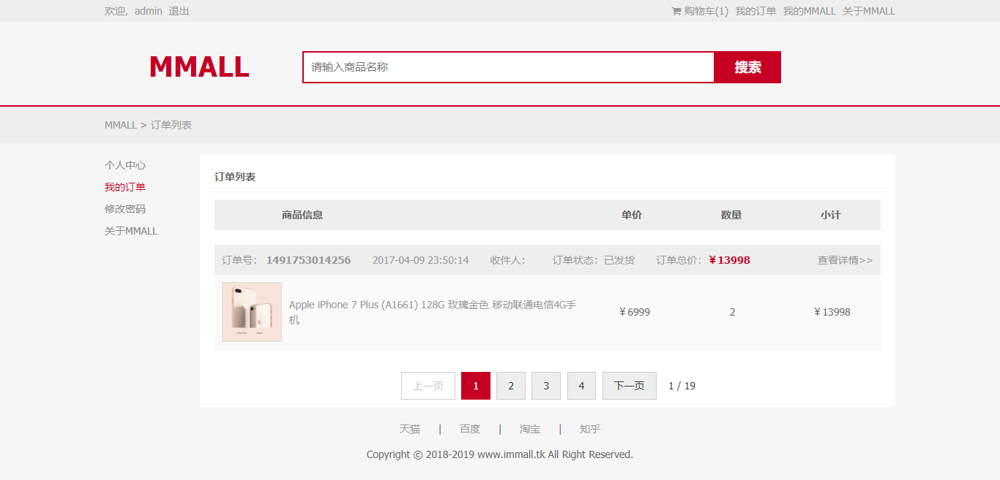 欢迎，admin 退出
购物车(1) 我的订单 我的MMALL 关于MMALL
MMALL
请输入商品名称
搜索
MMALL > 订单列表
个人中心
我的订单
修改密码
关于MMALL
订单列表
商品信息 单价 数量 小计
订单号： 1491753014256 2017-04-09 23:50:14 收件人： 订单状态：已发货 订单总价：￥13998 查看详情>>
Apple iPhone 7 Plus (A1661) 128G 玫瑰金色 移动联通电信4G手
机
￥6999 2 ￥13998
上一页 1 2 3 4 下一页 1 / 19
天猫 | 百度 | 淘宝 | 知乎
Copyright © 2018-2019 www.immall.tk All Right Reserved.